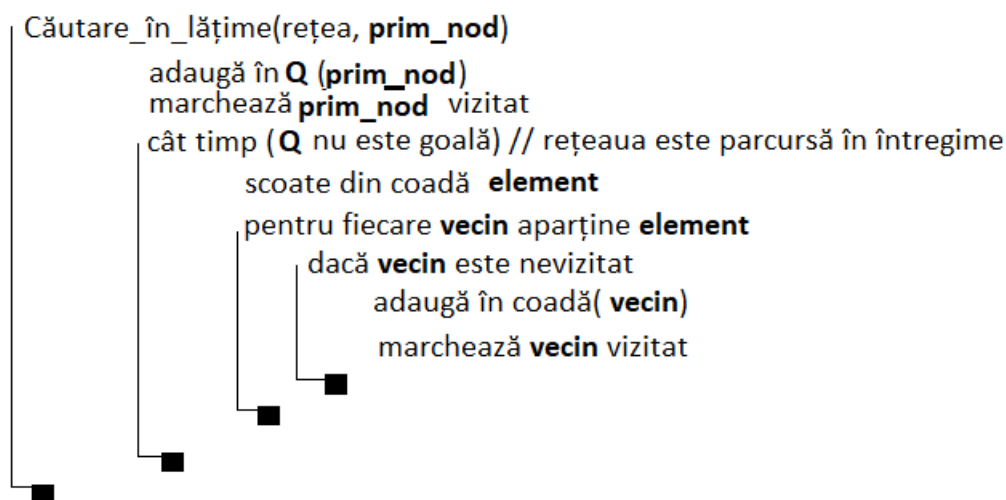 Căutare_în_lățime(rețea, prim_nod)
adaugă în Q (prim_nod)
marchează prim_nod vizitat
cât timp (Q nu este goală) // rețeaua este parcursă în întregime
scoate din coadă element
pentru fiecare vecin aparține element
dacă vecin este nevizitat
adaugă în coadă( vecin)
marchează vecin vizitat